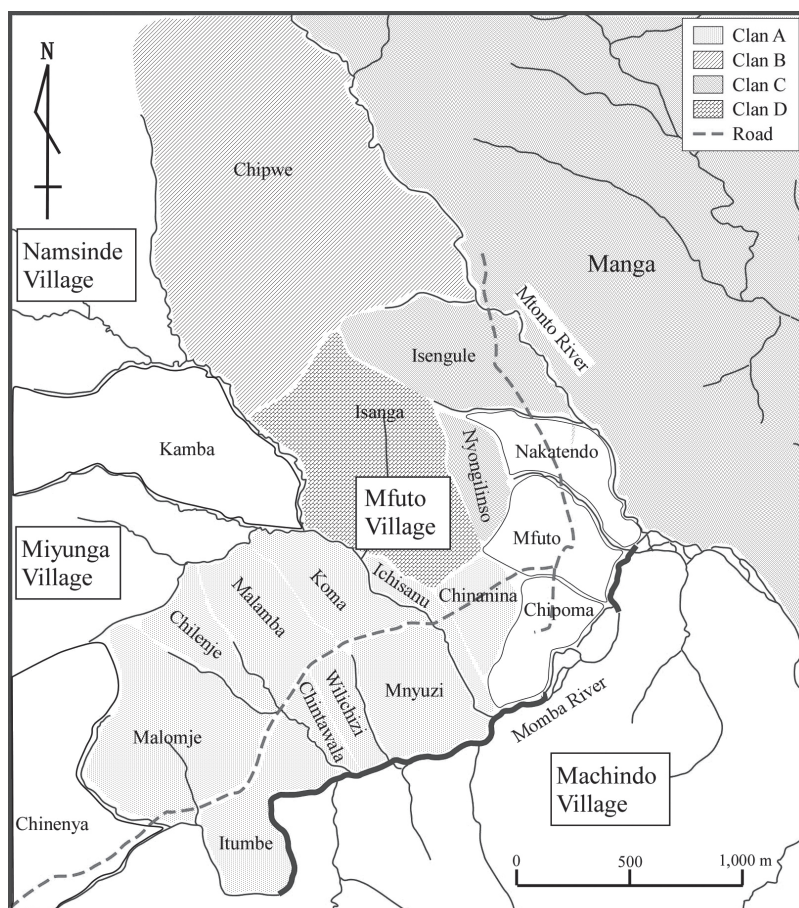 N
Clan A
Clan B
Clan C
Clan D
Road
Chipwe
Namsinde
Village
Manga
Mtonto River
Isengule
Isanga
Kamba
Nyongilinso
Nakatendo
Mfuto
Village
Mfuto
Miyunga
Village
Ichisanu
Koma
Malamba
Chilenje
Chinanina
Chipoma
Wilichizi
Chintawala
Mnyuzi
Momba River
Malomje
Machindo
Village
Chinenya
Itumbe
0
500
1,000 m